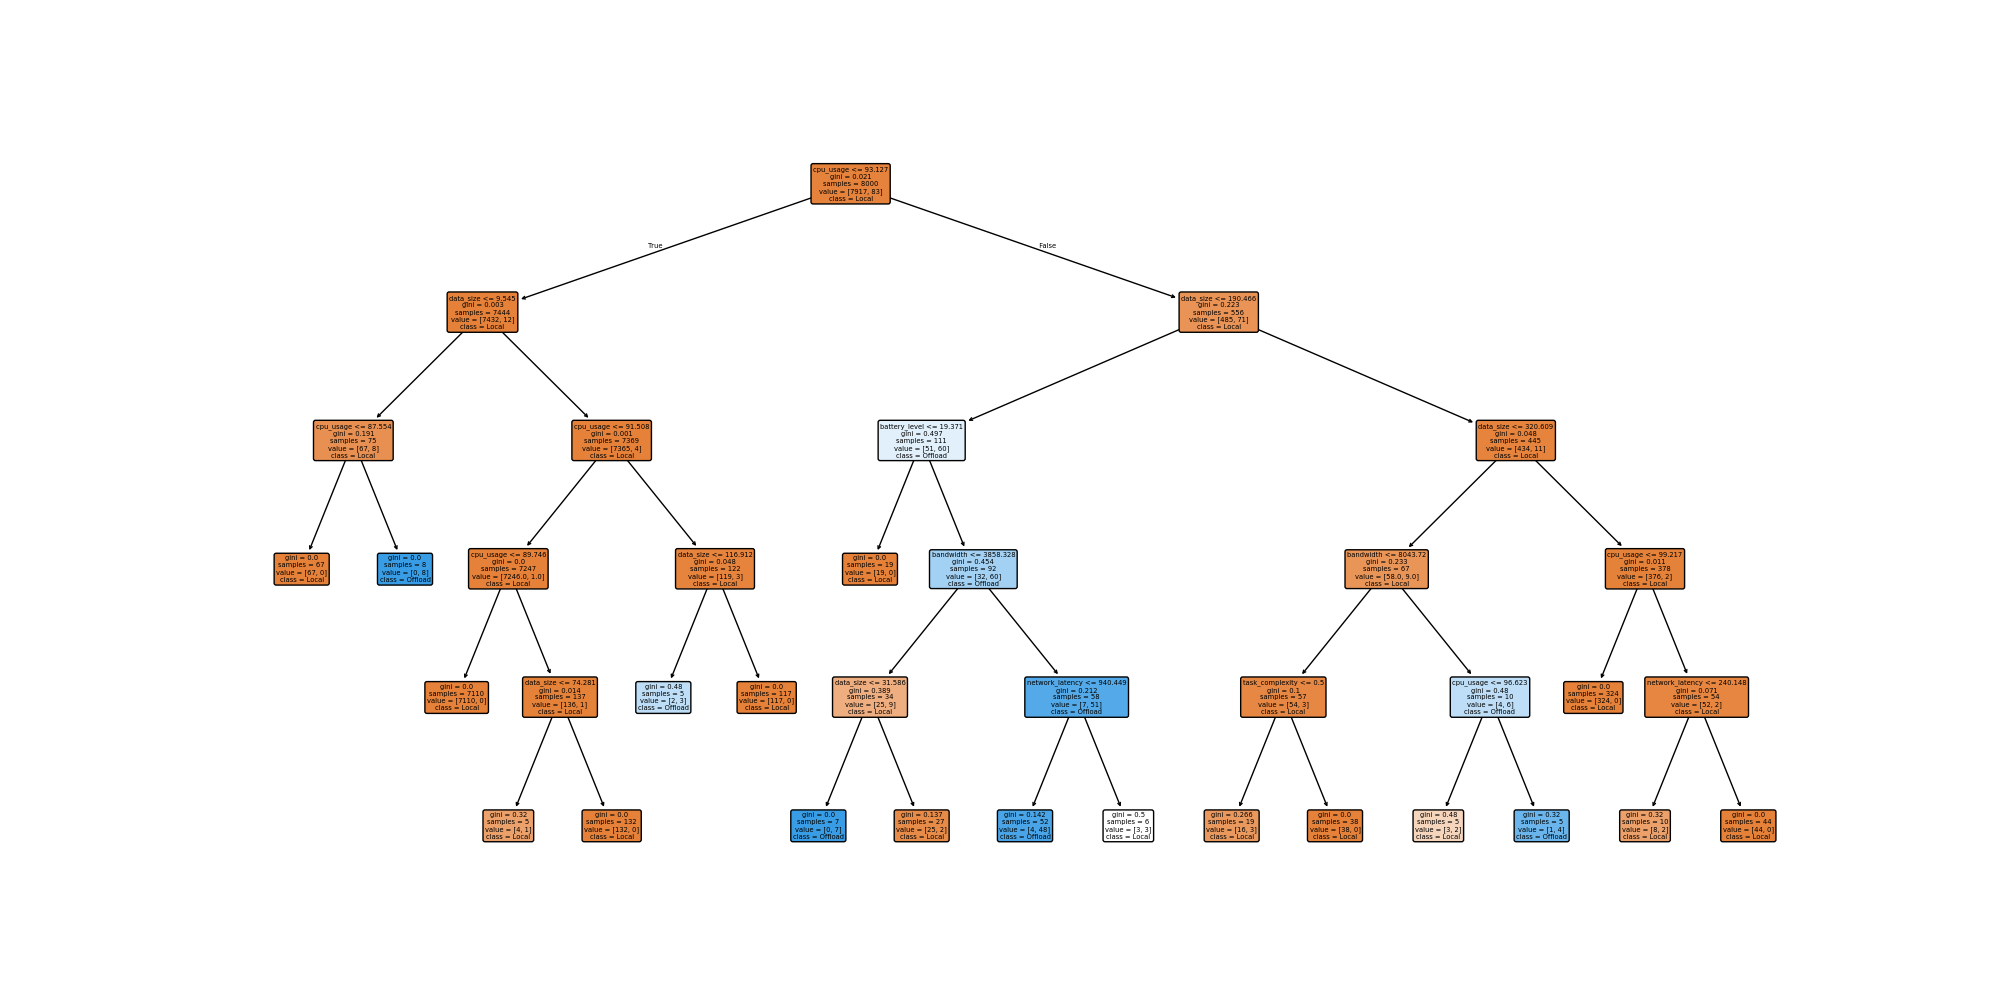 cpu_usage <= 93.127
gini = 0.021
samples = 8000
value = [7917, 83]
class = Local
True
False
data_size <= 9.545
gini = 0.003
samples = 7444
value = [7432, 12]
class = Local
data_size <= 190.466
gini = 0.223
samples = 556
value = [485, 71]
class = Local
cpu_usage <= 87.554
gini = 0.191
samples = 75
value = [67, 8]
class = Local
cpu_usage <= 91.508
gini = 0.001
samples = 7369
value = [7365, 4]
class = Local
battery_level <= 19.371
gini = 0.497
samples = 111
value = [51, 60]
class = Offload
data_size <= 320.609
gini = 0.048
samples = 445
value = [434, 11]
class = Local
gini = 0.0
samples = 67
value = [67, 0]
class = Local
gini = 0.0
samples = 8
value = [0, 8]
class = Offload
cpu_usage <= 89.746
gini = 0.0
samples = 7247
value = [7246.0, 1.0]
class = Local
data_size <= 116.912
gini = 0.048
samples = 122
value = [119, 3]
class = Local
gini = 0.0
samples = 19
value = [19, 0]
class = Local
bandwidth <= 3858.328
gini = 0.454
samples = 92
value = [32, 60]
class = Offload
bandwidth <= 8043.72
gini = 0.233
samples = 67
value = [58.0, 9.0]
class = Local
cpu_usage <= 99.217
gini = 0.011
samples = 378
value = [376, 2]
class = Local
gini = 0.0
samples = 7110
value = [7110, 0]
class = Local
data_size <= 74.281
gini = 0.014
samples = 137
value = [136, 1]
class = Local
gini = 0.48
samples = 5
value = [2, 3]
class = Offload
gini = 0.0
samples = 117
value = [117, 0]
class = Local
data_size <= 31.586
gini = 0.389
samples = 34
value = [25, 9]
class = Local
network_latency <= 940.449
gini = 0.212
samples = 58
value = [7, 51]
class = Offload
task_complexity <= 0.5
gini = 0.1
samples = 57
value = [54, 3]
class = Local
cpu_usage <= 96.623
gini = 0.48
samples = 10
value = [4, 6]
class = Offload
gini = 0.0
samples = 324
value = [324, 0]
class = Local
network_latency <= 240.148
gini = 0.071
samples = 54
value = [52, 2]
class = Local
gini = 0.32
samples = 5
value = [4, 1]
class = Local
gini = 0.0
samples = 132
value = [132, 0]
class = Local
gini = 0.0
samples = 7
value = [0, 7]
class = Offload
gini = 0.137
samples = 27
value = [25, 2]
class = Local
gini = 0.142
samples = 52
value = [4, 48]
class = Offload
gini = 0.5
samples = 6
value = [3, 3]
class = Local
gini = 0.266
samples = 19
value = [16, 3]
class = Local
gini = 0.0
samples = 38
value = [38, 0]
class = Local
gini = 0.48
samples = 5
value = [3, 2]
class = Local
gini = 0.32
samples = 5
value = [1, 4]
class = Offload
gini = 0.32
samples = 10
value = [8, 2]
class = Local
gini = 0.0
samples = 44
value = [44, 0]
class = Local